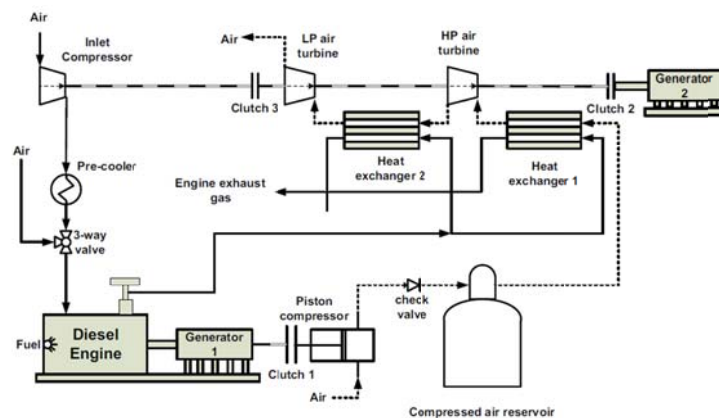 Air
Inlet
Compressor
Air
LP air
turbine
HP air
turbine
Generator
2
Clutch 3
Clutch 2
Air
Pre-cooler
Heat
exchanger 2
Heat
exchanger 1
Engine exhaust
gas
3-way
valve
Piston
compressor
check
valve
Fuel
Diesel
Engine
Generator
1
Clutch 1
Air
Compressed air reservoir